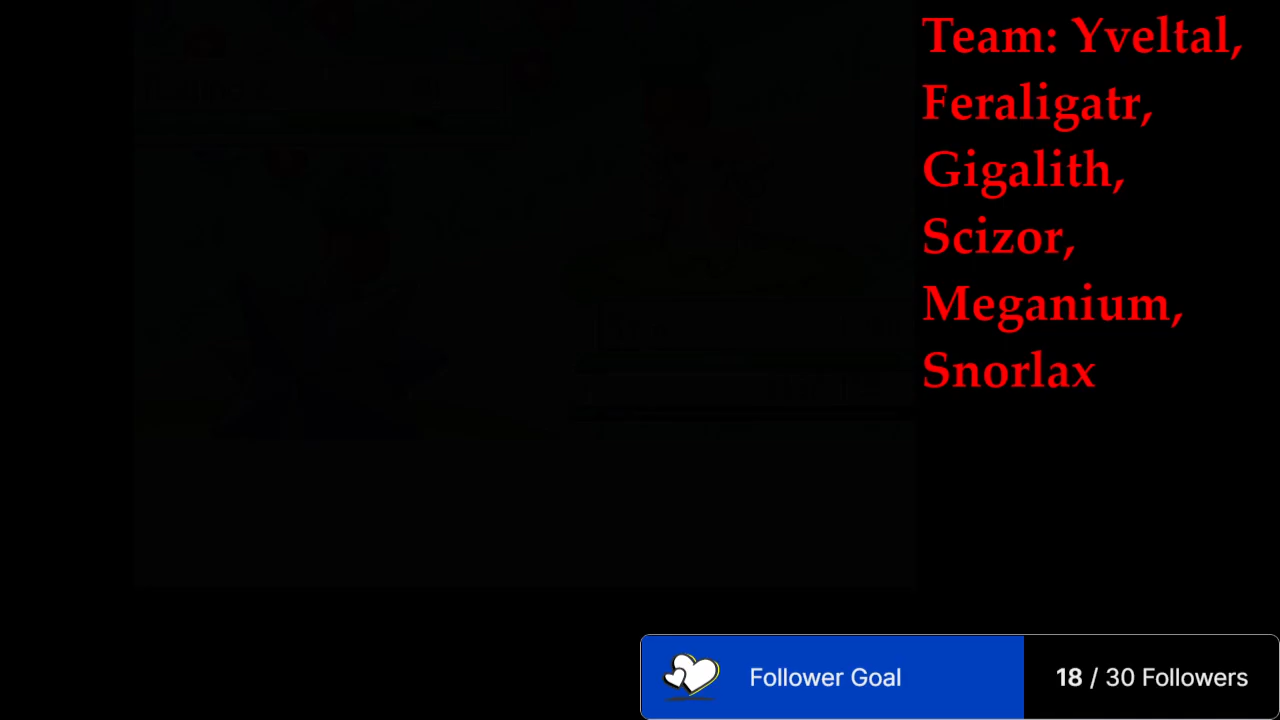 Team: Yveltal,
Feraligatr,
Gigalith,
Scizor,
Meganium,
Snorlax
Follower Goal
18 / 30 Followers